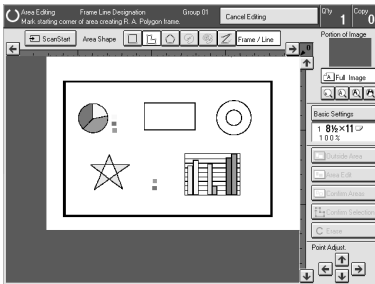 Area Editing Frame Line Designation Group 01 Cancel Editing Q'ty 1 Copy 0
Mark starting corner of area creating R. A. Polygon frame.
ScanStart Area Shape Frame / Line Portion of Image
Full Image
Basic Settings
1 8½×11
100%
Outside Area
Area Edit
Confirm Areas
Confirm Selection
C Erase
Point Adjust.